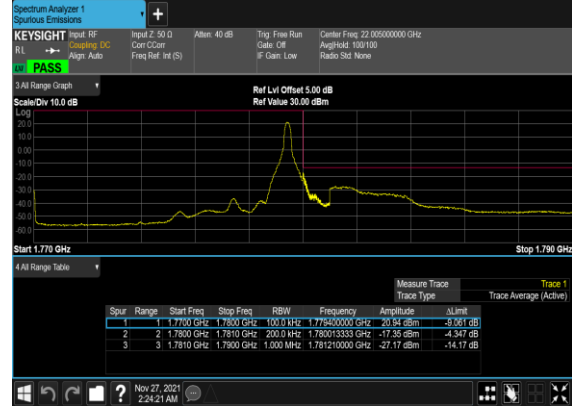 Spectrum Analyzer 1
Spurious Emissions
KEYSIGHT Input: RF Input Z: 50 Ω Atten: 40 dB Trig: Free Run Center Freq: 22.005000000 GHz
RL Coupling: DC Corr CCorr Gate: Off Avg|Hold: 100/100
Align: Auto Freq Ref: Int (S) IF Gain: Low Radio Std: None
PASS
3 All Range Graph
Ref Lvl Offset 5.00 dB
Scale/Div 10.0 dB Ref Value 30.00 dBm
Log
20.0
10.0
0.00
-10.0
-20.0
-30.0
-40.0
-50.0
-60.0
Start 1.770 GHz Stop 1.790 GHz
4 All Range Table
Measure Trace Trace 1
Trace Type Trace Average (Active)
Spur Range Start Freq Stop Freq RBW Frequency Amplitude ΔLimit
1 1 1.7700 GHz 1.7800 GHz 100.0 kHz 1.779400000 GHz 20.94 dBm -9.061 dB
2 2 1.7800 GHz 1.7810 GHz 200.0 kHz 1.780013333 GHz -17.35 dBm -4.347 dB
3 3 1.7810 GHz 1.7900 GHz 1.000 MHz 1.781210000 GHz -27.17 dBm -14.17 dB
? Nov 27, 2021
2:24:21 AM